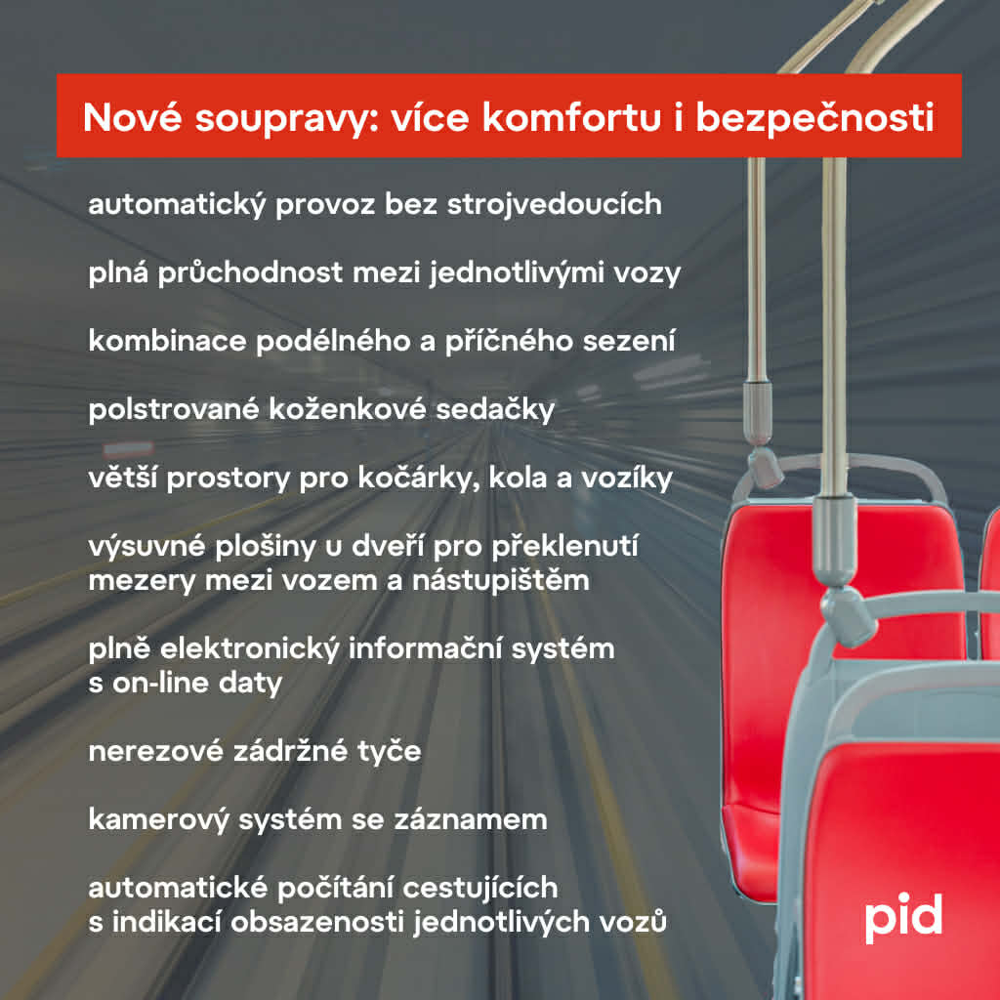 Nové soupravy: více komfortu i bezpečnosti
automatický provoz bez strojvedoucích
plná průchodnost mezi jednotlivými vozy
kombinace podélného a příčného sezení
polstrované koženkové sedačky
větší prostory pro kočárky, kola a vozíky
výsuvné plošiny u dveří pro překlenutí
mezery mezi vozem a nástupištěm
plně elektronický informační systém
s on-line daty
nerezové zádržné tyče
kamerový systém se záznamem
automatické počítání cestujících
s indikací obsazenosti jednotlivých vozů
pid